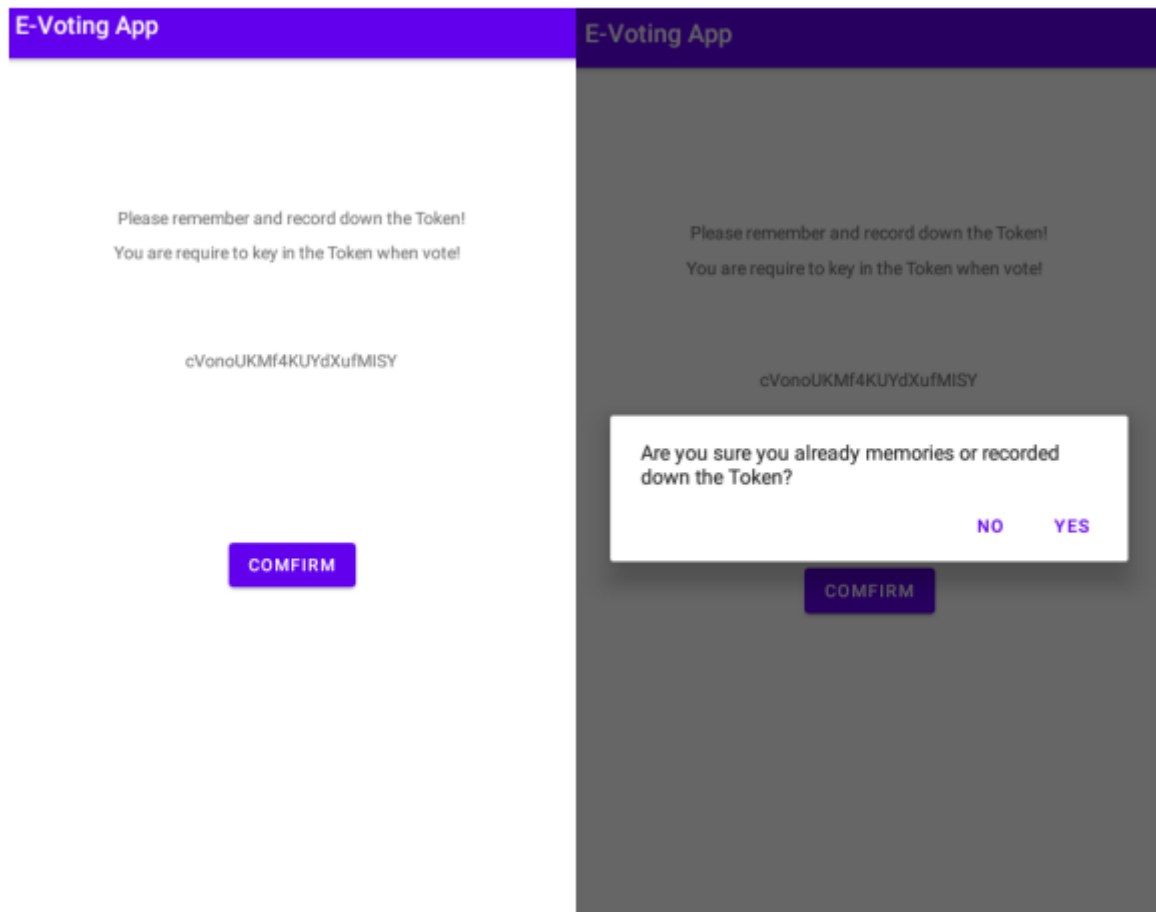 E-Voting App
Please remember and record down the Token!
You are require to key in the Token when vote!
cVonoUKMf4KUYdXufMISY
COMFIRM
E-Voting App
Please remember and record down the Token!
You are require to key in the Token when vote!
cVonoUKMf4KUYdXufMISY
Are you sure you already memories or recorded
down the Token?
NO YES
COMFIRM